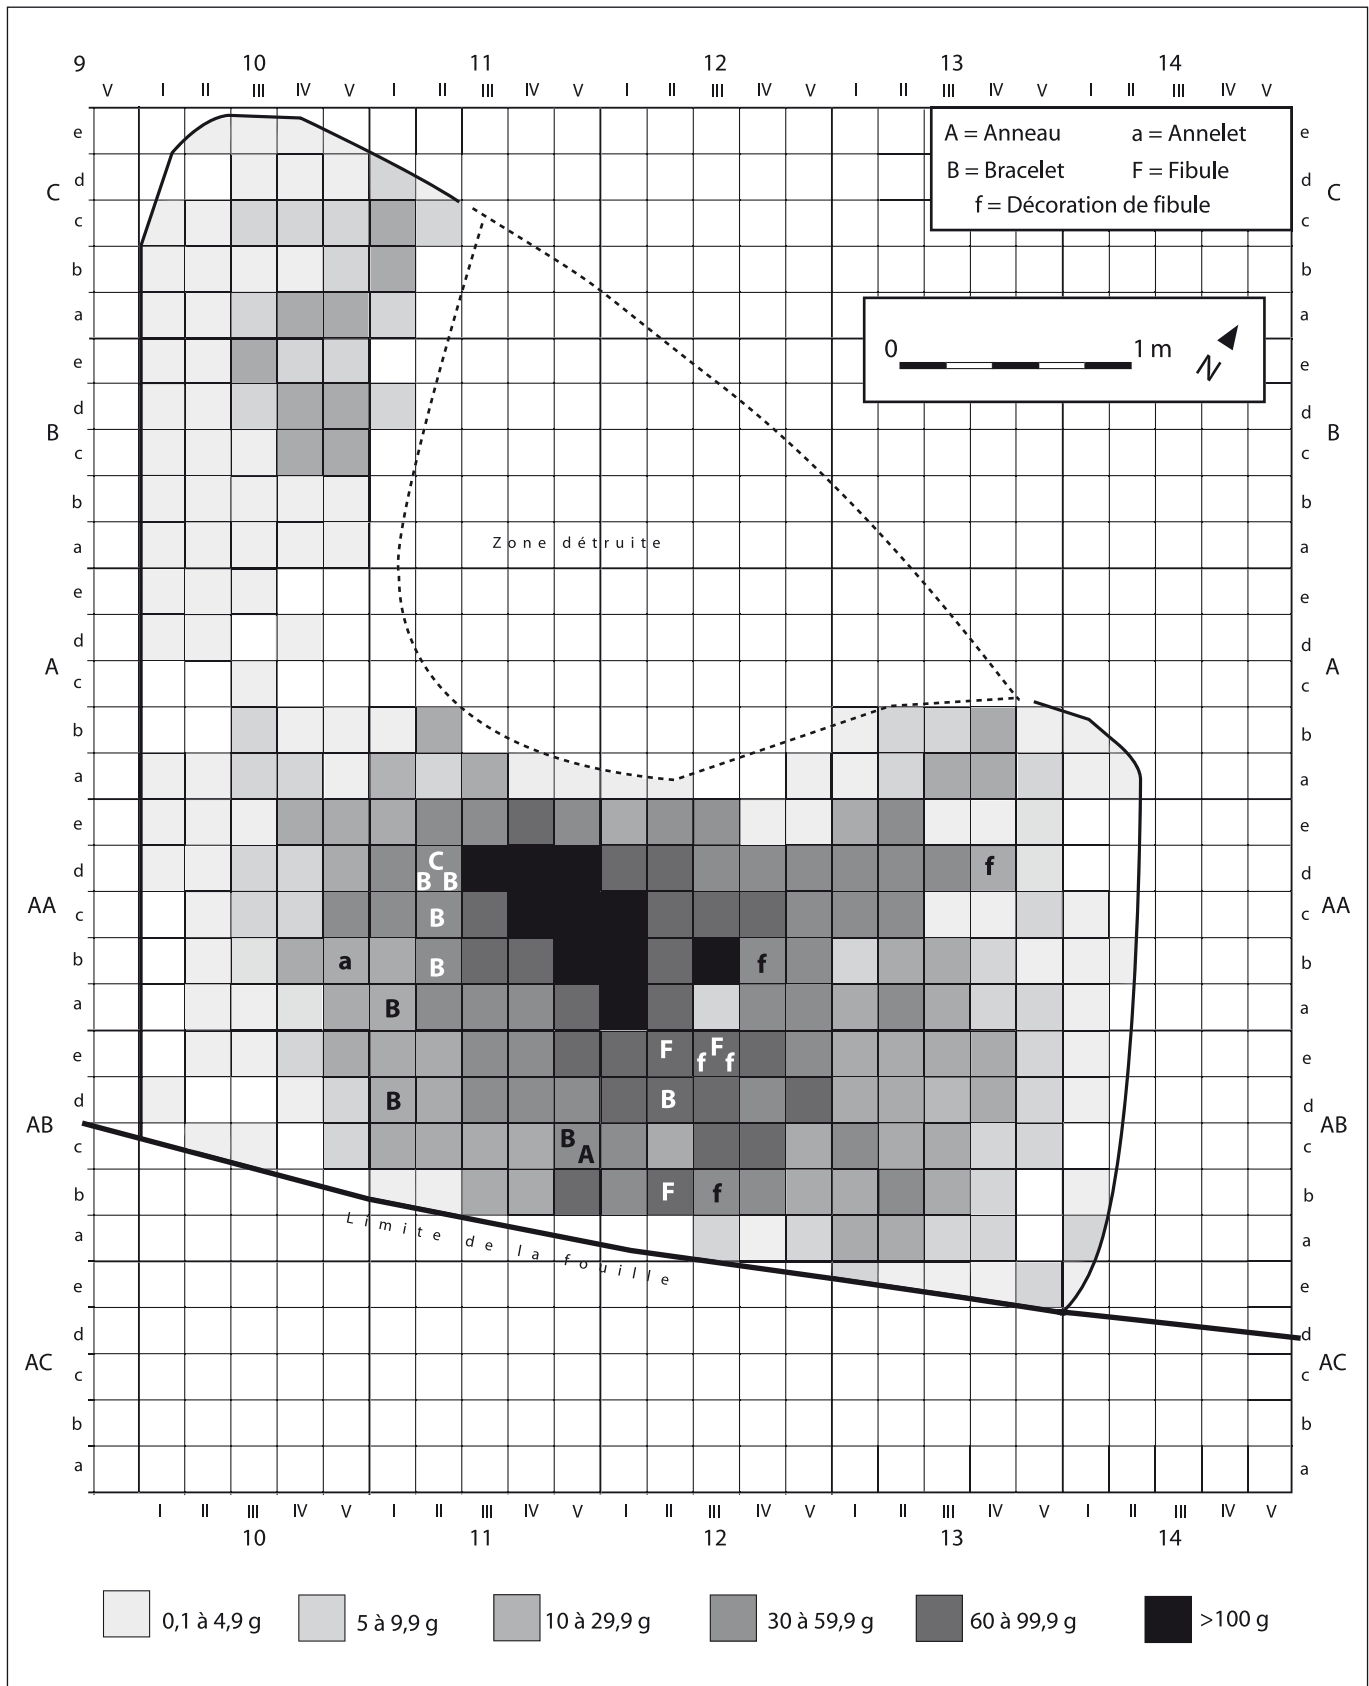 9 10 11 12 13 14
V I II III IV V I II III IV V I II III IV V I II III IV V I II III IV V
A = Anneau a = Annelet
B = Bracelet F = Fibule
f = Décoration de fibule
e e
d d
C C
c c
b b
a a
0 1 m
N
e e
d d
B B
c c
b b
Zone détruite
a a
e e
d d
A A
c c
b b
a a
e e
C
d f d
B B
AA B AA
c c
b a B f b
a B a
e F F e
f f
d B B d
AB AB
c B c
A
b F f b
a a
Limite de la fouille
e e
d d
AC AC
c c
b b
a a
I II III IV V I II III IV V I II III IV V I II III IV V I II III IV V
10 11 12 13 14
0,1 à 4,9 g 5 à 9,9 g 10 à 29,9 g 30 à 59,9 g 60 à 99,9 g >100 g